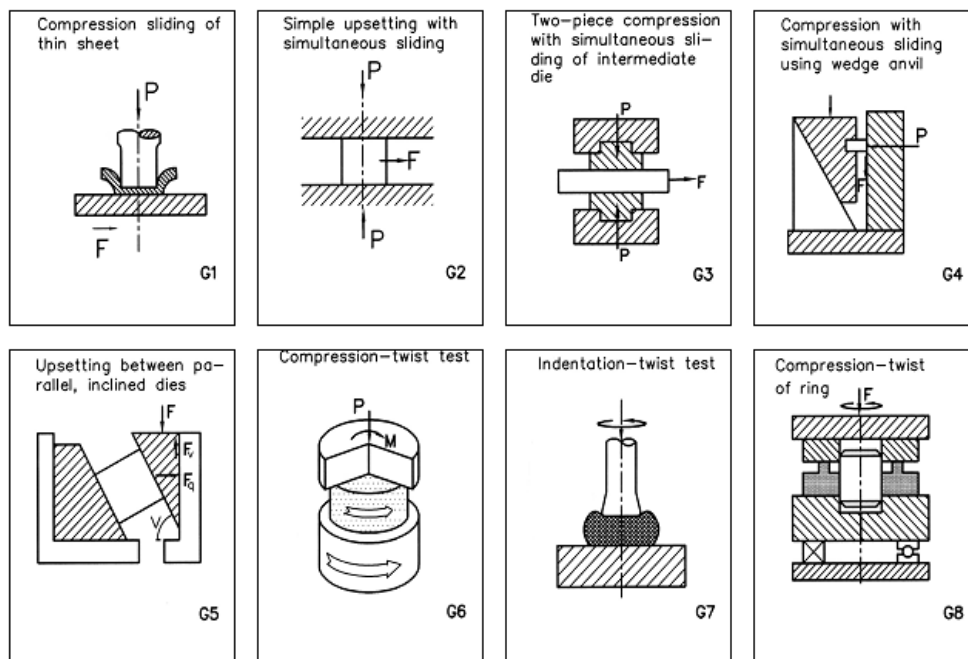 Compression sliding of
thin sheet
P
F
G1
Simple upsetting with
simultaneous sliding
P
F
P
G2
Two-piece compression
with simultaneous sli-
ding of intermediate
die
P
F
P
G3
Compression with
simultaneous sliding
using wedge anvil
P
F
G4
Upsetting between pa-
rallel, inclined dies
F
Fv
Fq
V
G5
Compression-twist test
P
M
G6
Indentation-twist test
G7
Compression-twist
of ring
F
G8